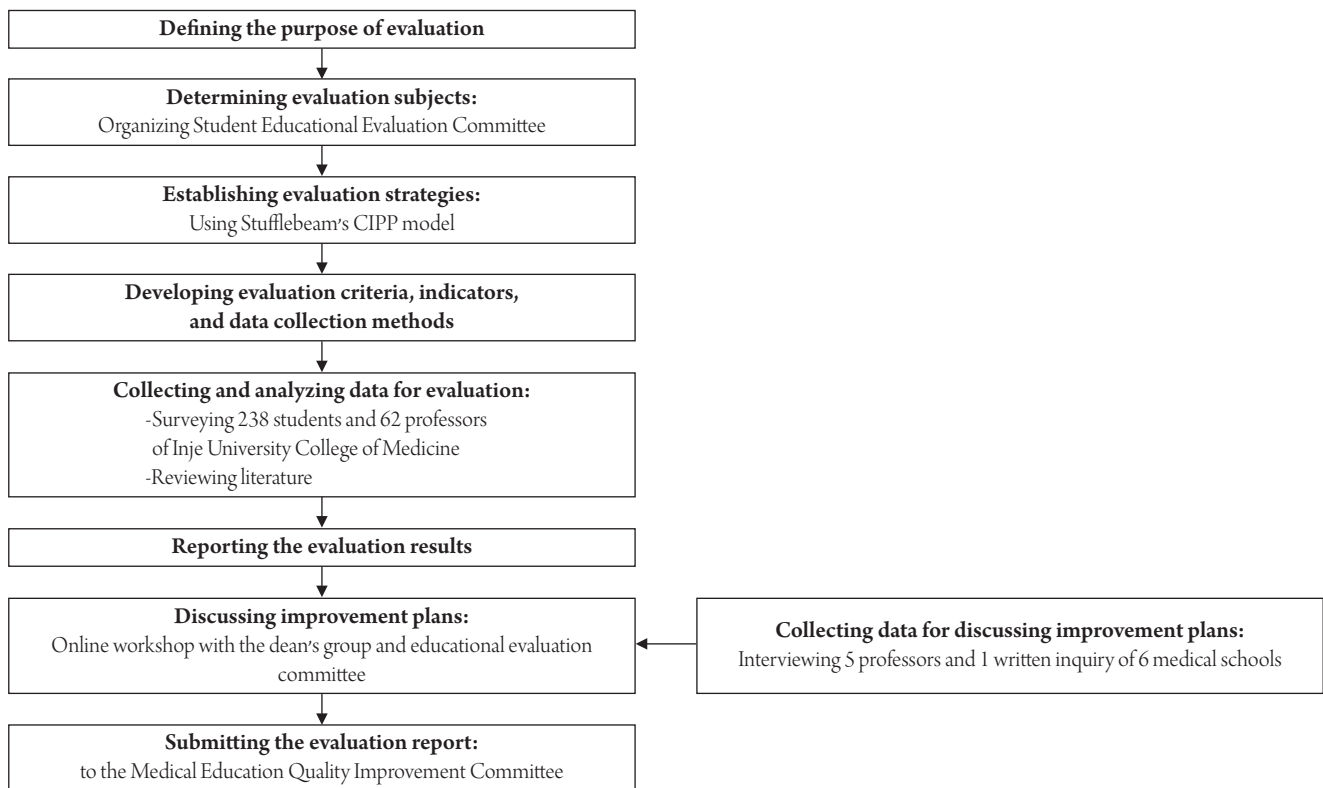 Defining the purpose of evaluation
Determining evaluation subjects:
Organizing Student Educational Evaluation Committee
Establishing evaluation strategies:
Using Stufflebeam's CIPP model
Developing evaluation criteria, indicators,
and data collection methods
Collecting and analyzing data for evaluation:
-Surveying 238 students and 62 professors
of Inje University College of Medicine
-Reviewing literature
Reporting the evaluation results
Discussing improvement plans:
Online workshop with the dean's group and educational evaluation
committee
Collecting data for discussing improvement plans:
Interviewing 5 professors and 1 written inquiry of 6 medical schools
Submitting the evaluation report:
to the Medical Education Quality Improvement Committee